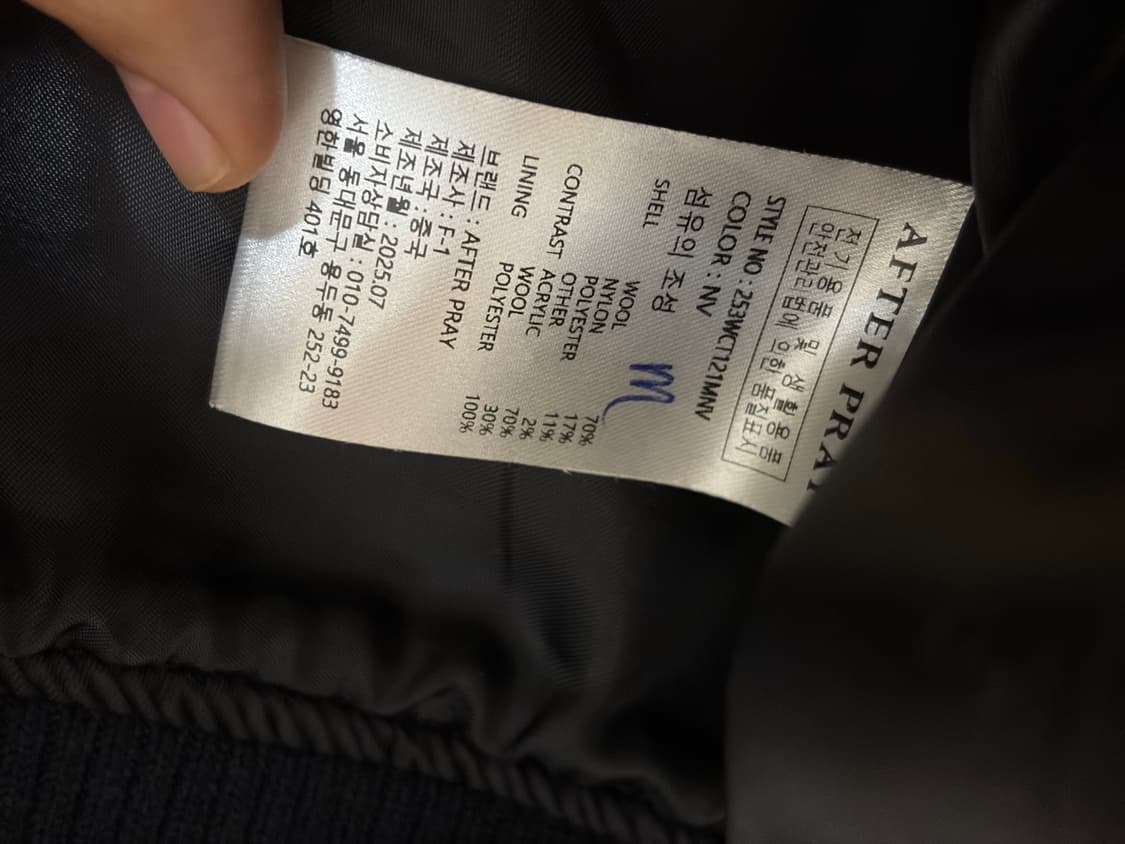 AFTER PRAY
전기용품 및 생활용품
안전관리법에 의한 품질표시
STYLE NO : 253WCT121MNV
COLOR : NV
섬유의 조성
m
SHELL WOOL 70%
NYLON 17%
POLYESTER 11%
OTHER 2%
CONTRAST ACRYLIC 70%
WOOL 30%
LINING POLYESTER 100%
브랜드 : AFTER PRAY
제조사 : F-1
제조국 : 중국
제조년월 : 2025.07
소비자상담실 : 010-7499-9183
서울 동대문구 용두동 252-23
영한빌딩 401호